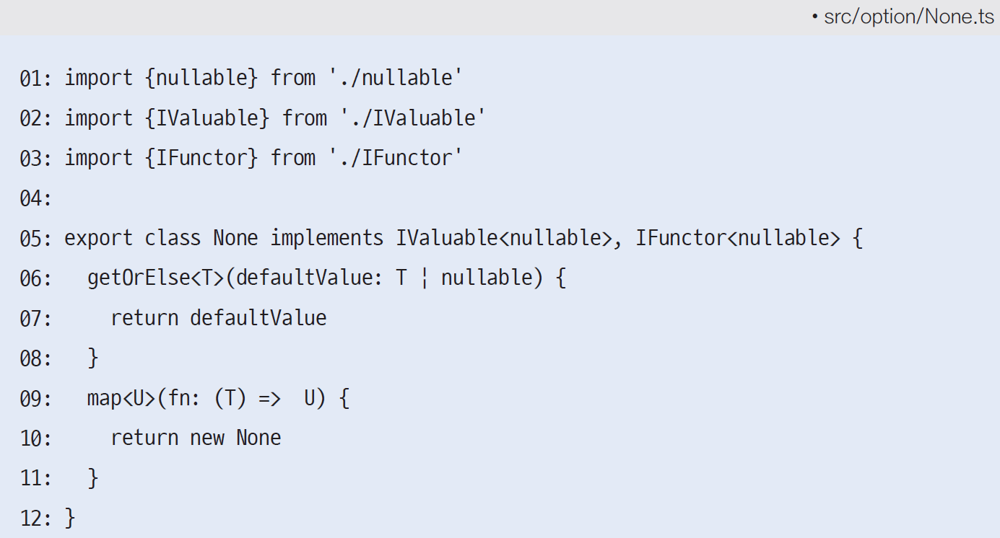 • src/option/None.ts
01: import {nullable} from './nullable'
02: import {IValuable} from './IValuable'
03: import {IFunctor} from './IFunctor'
04:
05: export class None implements IValuable<nullable>, IFunctor<nullable> {
06:   getOrElse<T>(defaultValue: T ¦ nullable) {
07:     return defaultValue
08:   }
09:   map<U>(fn: (T) =>  U) {
10:     return new None
11:   }
12: }